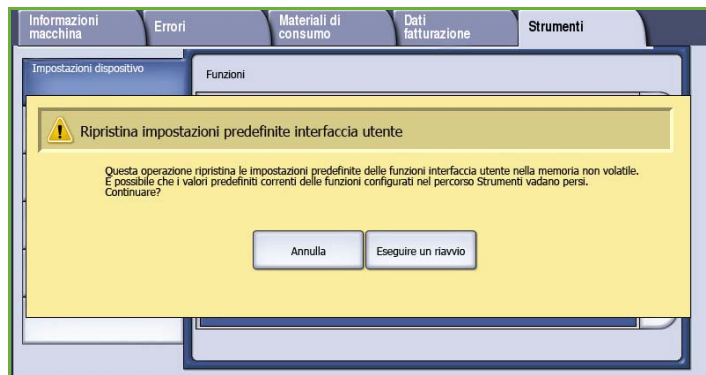 Informazioni
macchina
Errori
Materiali di
consumo
Dati
fatturazione
Strumenti
Impostazioni dispositivo
Funzioni
Ripristina impostazioni predefinite interfaccia utente
Questa operazione ripristina le impostazioni predefinite delle funzioni interfaccia utente nella memoria non volatile.
È possibile che i valori predefiniti correnti delle funzioni configurati nel percorso Strumenti vadano persi.
Continuare?
Annulla
Eseguire un riavvio